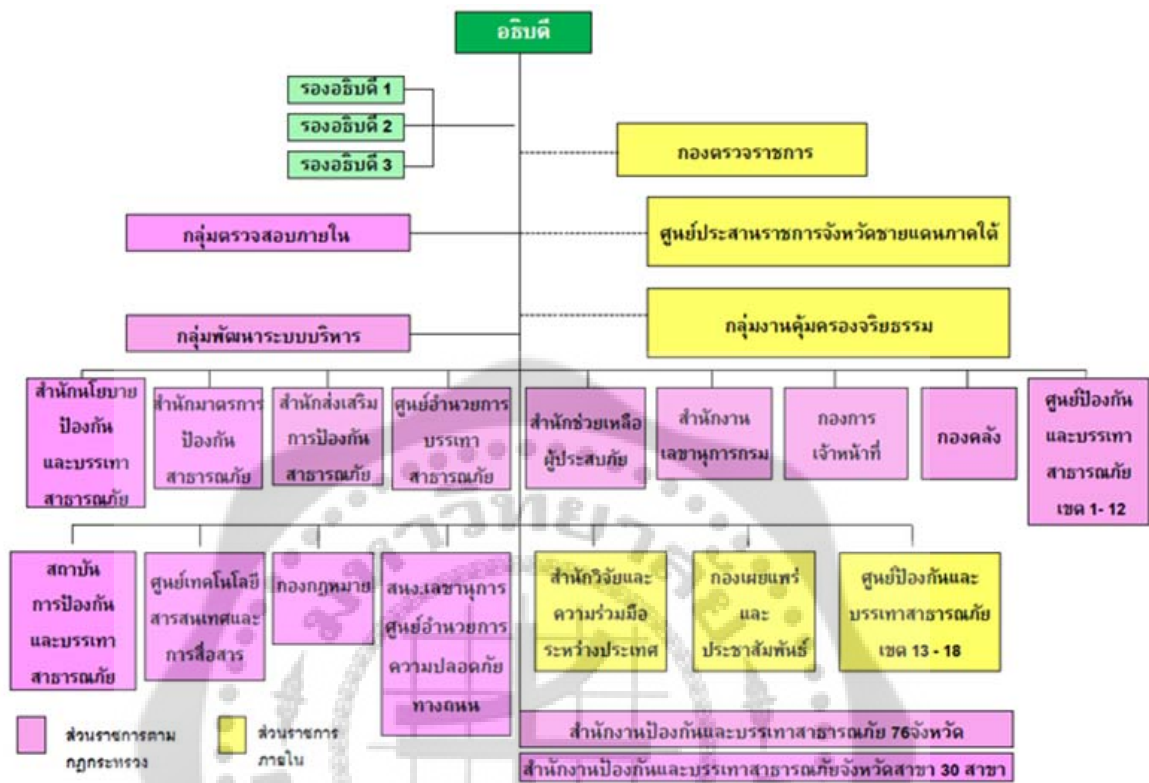 อธิบดี
รองอธิบดี 1
รองอธิบดี 2
รองอธิบดี 3
กองตรวจราชการ
กลุ่มตรวจสอบภายใน
ศูนย์ประสานราชการจังหวัดชายแดนภาคใต้
กลุ่มพัฒนาระบบบริหาร
กลุ่มงานคุ้มครองจริยธรรม
สำนักนโยบาย
ป้องกัน
และบรรเทา
สาธารณภัย
สำนักมาตรการ
ป้องกัน
สาธารณภัย
สำนักส่งเสริม
การป้องกัน
สาธารณภัย
ศูนย์อำนวยการ
บรรเทา
สาธารณภัย
สำนักช่วยเหลือ
ผู้ประสบภัย
สำนักงาน
เลขานุการกรม
กองการ
เจ้าหน้าที่
กองคลัง
ศูนย์ป้องกัน
และบรรเทา
สาธารณภัย
เขต 1- 12
สถาบัน
การป้องกัน
และบรรเทา
สาธารณภัย
ศูนย์เทคโนโลยี
สารสนเทศและ
การสื่อสาร
กองกฎหมาย
สนง.เลขานุการ
ศูนย์อำนวยการ
ความปลอดภัย
ทางถนน
สำนักวิจัยและ
ความร่วมมือ
ระหว่างประเทศ
กองเผยแพร่
และ
ประชาสัมพันธ์
ศูนย์ป้องกันและ
บรรเทาสาธารณภัย
เขต 13 - 18
ส่วนราชการตาม
กฎกระทรวง
ส่วนราชการ
ภายใน
สำนักงานป้องกันและบรรเทาสาธารณภัย 76จังหวัด
สำนักงานป้องกันและบรรเทาสาธารณภัยจังหวัดสาขา 30 สาขา
มหาวิทยา